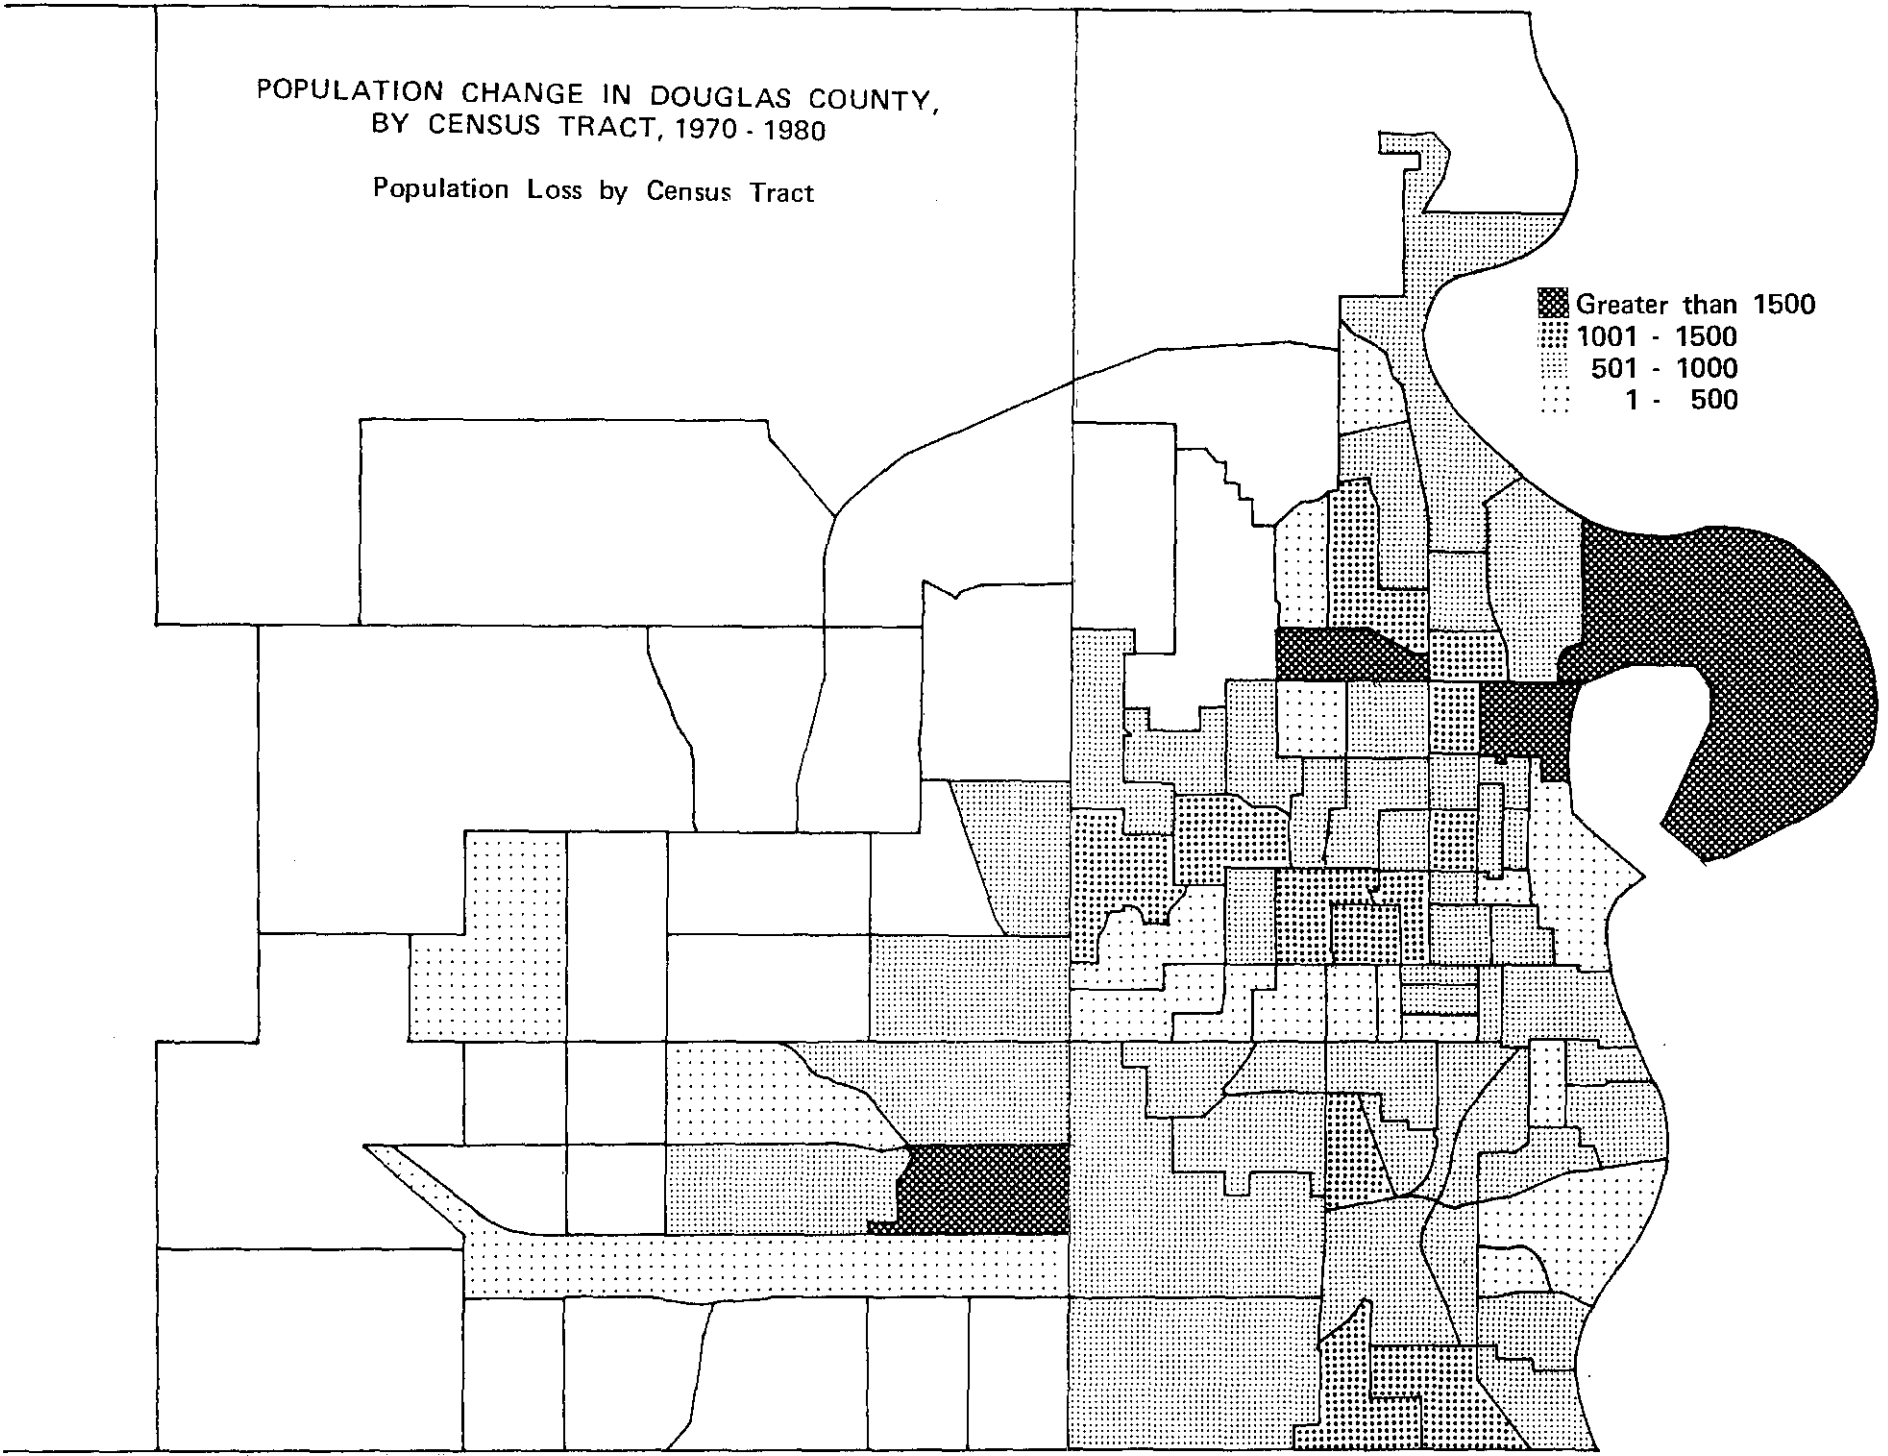 POPULATION CHANGE IN DOUGLAS COUNTY,
BY CENSUS TRACT, 1970 - 1980
Population Loss by Census Tract
Greater than 1500
1001 - 1500
501 - 1000
1 - 500